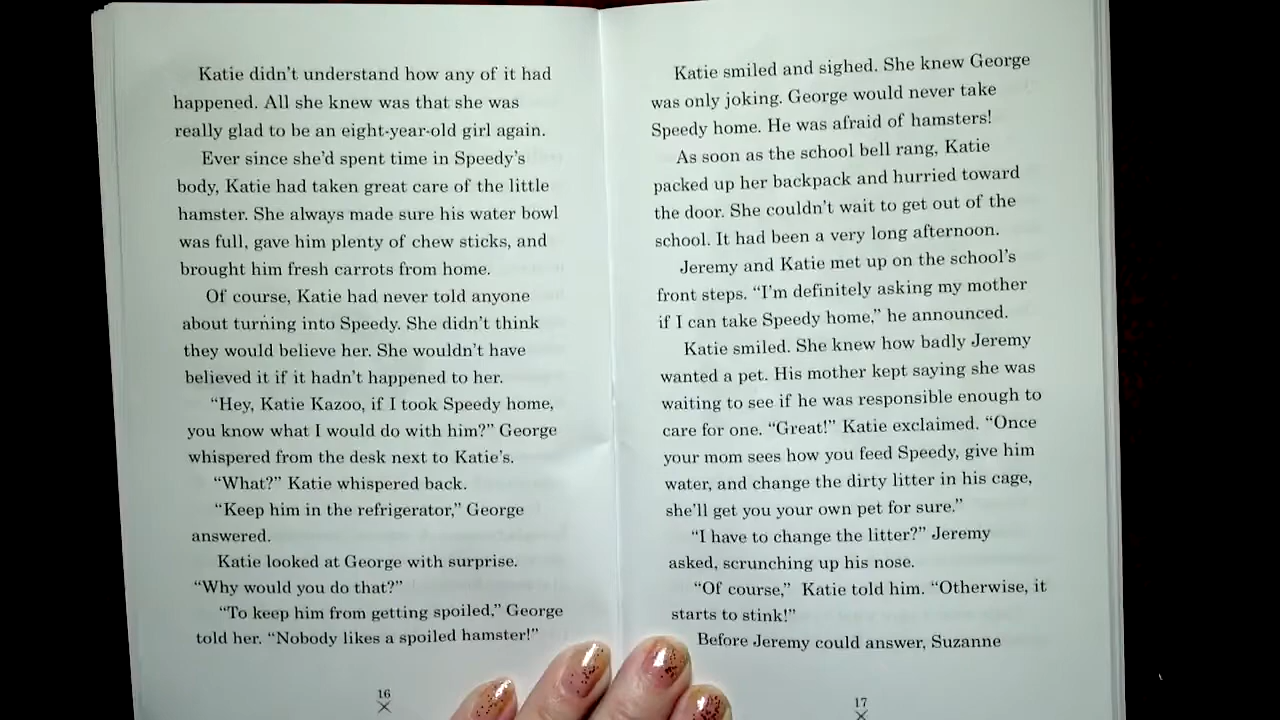 Katie didn't understand how any of it had
happened. All she knew was that she was
really glad to be an eight-year-old girl again.
Ever since she'd spent time in Speedy's
body, Katie had taken great care of the little
hamster. She always made sure his water bowl
was full, gave him plenty of chew sticks, and
brought him fresh carrots from home.
Of course, Katie had never told anyone
about turning into Speedy. She didn't think
they would believe her. She wouldn't have
believed it if it hadn't happened to her.
“Hey, Katie Kazoo, if I took Speedy home,
you know what I would do with him?” George
whispered from the desk next to Katie's.
“What?” Katie whispered back.
“Keep him in the refrigerator,” George
answered.
Katie looked at George with surprise.
“Why would you do that?”
“To keep him from getting spoiled,” George
told her. “Nobody likes a spoiled hamster!”
16
Katie smiled and sighed. She knew George
was only joking. George would never take
Speedy home. He was afraid of hamsters!
As soon as the school bell rang, Katie
packed up her backpack and hurried toward
the door. She couldn't wait to get out of the
school. It had been a very long afternoon.
Jeremy and Katie met up on the school's
front steps. “I'm definitely asking my mother
if I can take Speedy home,” he announced.
Katie smiled. She knew how badly Jeremy
wanted a pet. His mother kept saying she was
waiting to see if he was responsible enough to
care for one. “Great!” Katie exclaimed. “Once
your mom sees how you feed Speedy, give him
water, and change the dirty litter in his cage,
she'll get you your own pet for sure.”
“I have to change the litter?” Jeremy
asked, scrunching up his nose.
“Of course,” Katie told him. “Otherwise, it
starts to stink!”
Before Jeremy could answer, Suzanne
17